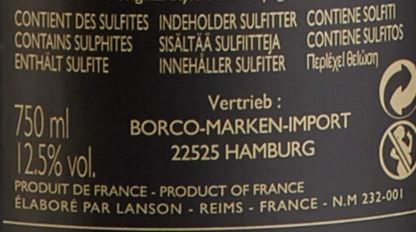 CONTIENT DES SULFITES INDEHOLDER SULFITTER CONTIENE SOLFITI
CONTAINS SULPHITES SISÄLTÄÄ SULFIITTEJA CONTIENE SULFITOS
ENTHÄLT SULFITE INNEHÅLLER SULFITER Περιέχει θείωση
Vertrieb :
750 ml BORCO-MARKEN-IMPORT
12.5% vol. 22525 HAMBURG
PRODUIT DE FRANCE - PRODUCT OF FRANCE
ÉLABORÉ PAR LANSON - REIMS - FRANCE - N.M 232-001